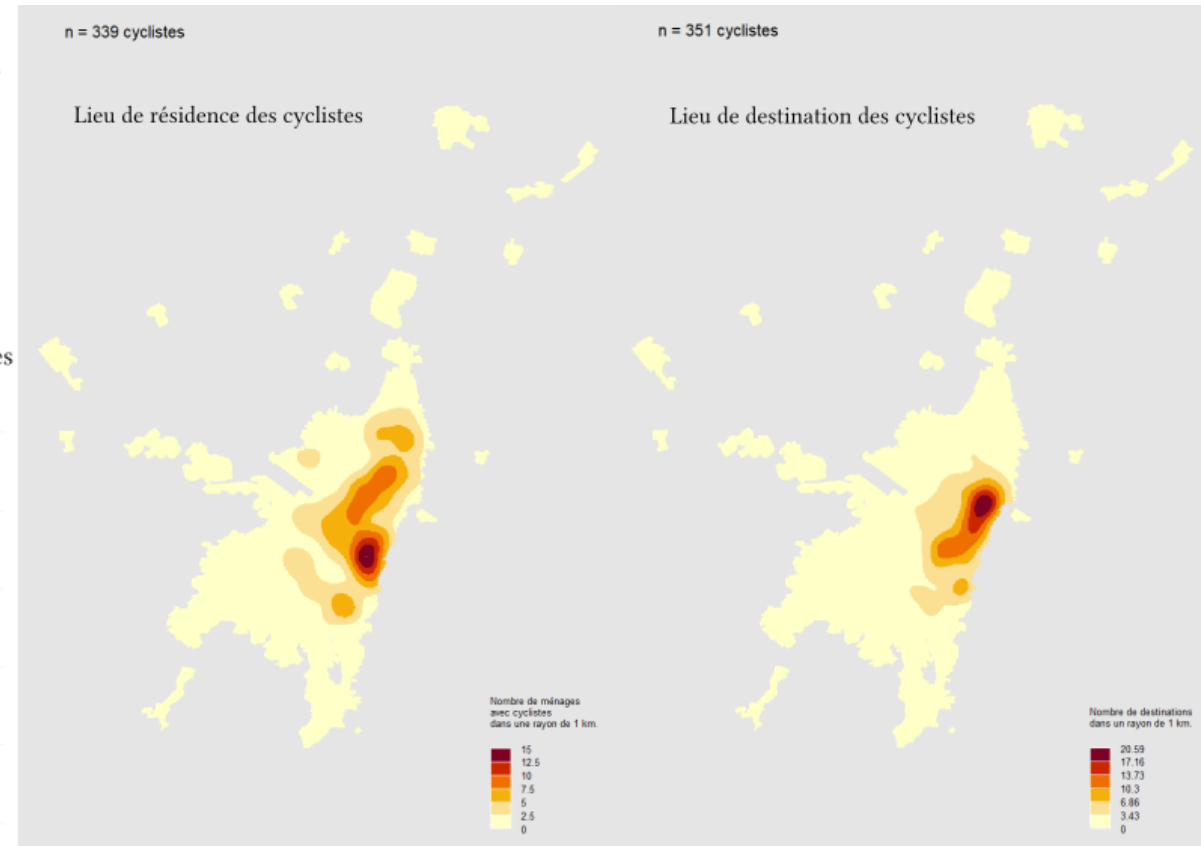 n = 339 cyclistes
Lieu de résidence des cyclistes
Nombre de ménages
avec cyclistes
dans une rayon de 1 km.
15
12.5
10
7.5
5
2.5
0
n = 351 cyclistes
Lieu de destination des cyclistes
Nombre de destinations
dans un rayon de 1 km.
20.59
17.16
13.73
10.3
6.86
3.43
0